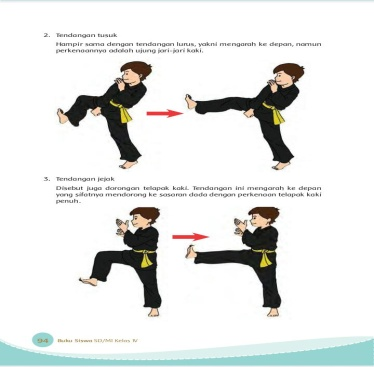 2. Tendangan tusuk
Hampir sama dengan tendangan lurus, yakni mengarah ke depan, namun
perkenaannya adalah ujung jari-jari kaki.
3. Tendangan jejak
Disebut juga dorongan telapak kaki. Tendangan ini mengarah ke depan
yang sifatnya mendorong ke sasaran dada dengan perkenaan telapak kaki
penuh.
94 Buku Siswa SD/MI Kelas IV